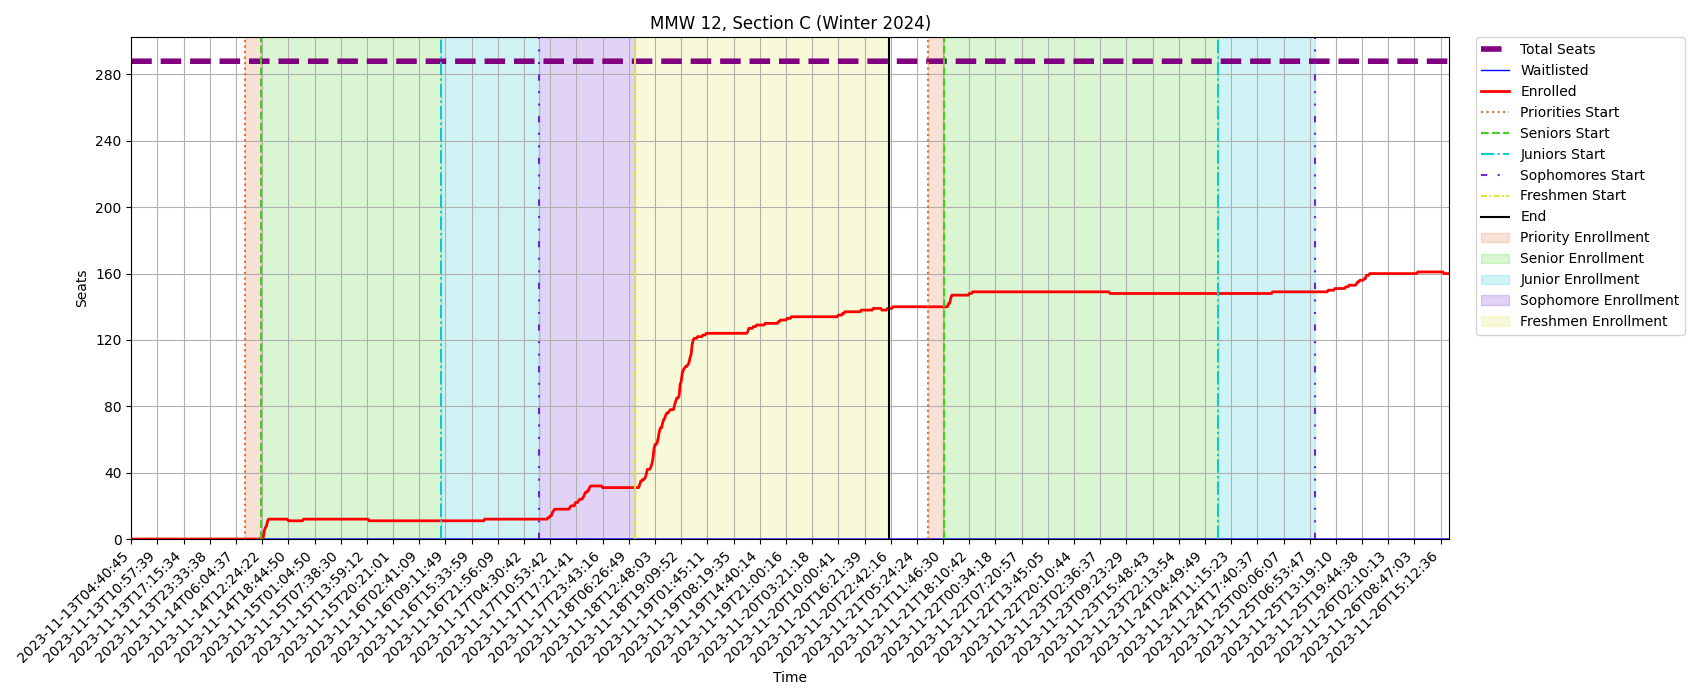 MMW 12, Section C (Winter 2024)
Seats
280
240
200
160
120
80
40
0
2023-11-13T04:40:45
2023-11-13T10:57:39
2023-11-13T17:15:34
2023-11-13T23:33:38
2023-11-14T06:04:37
2023-11-14T12:24:22
2023-11-14T18:44:50
2023-11-15T01:04:50
2023-11-15T07:38:30
2023-11-15T13:59:12
2023-11-15T20:21:01
2023-11-16T02:41:09
2023-11-16T09:11:49
2023-11-16T15:33:59
2023-11-16T21:56:09
2023-11-17T04:30:42
2023-11-17T10:53:42
2023-11-17T17:21:41
2023-11-17T23:43:16
2023-11-18T06:26:49
2023-11-18T12:48:03
2023-11-18T19:09:52
2023-11-19T01:45:11
2023-11-19T08:19:35
2023-11-19T14:40:14
2023-11-19T21:00:16
2023-11-20T03:21:18
2023-11-20T10:00:41
2023-11-20T16:21:39
2023-11-20T22:42:16
2023-11-21T05:24:24
2023-11-21T11:46:30
2023-11-21T18:10:42
2023-11-22T00:34:18
2023-11-22T07:20:57
2023-11-22T13:45:05
2023-11-22T20:10:44
2023-11-23T02:36:37
2023-11-23T09:23:29
2023-11-23T15:48:43
2023-11-23T22:13:54
2023-11-24T04:49:49
2023-11-24T11:15:23
2023-11-24T17:40:37
2023-11-25T00:06:07
2023-11-25T06:53:47
2023-11-25T13:19:10
2023-11-25T19:44:38
2023-11-26T02:10:13
2023-11-26T08:47:03
2023-11-26T15:12:36
Time
Total Seats
Waitlisted
Enrolled
Priorities Start
Seniors Start
Juniors Start
Sophomores Start
Freshmen Start
End
Priority Enrollment
Senior Enrollment
Junior Enrollment
Sophomore Enrollment
Freshmen Enrollment